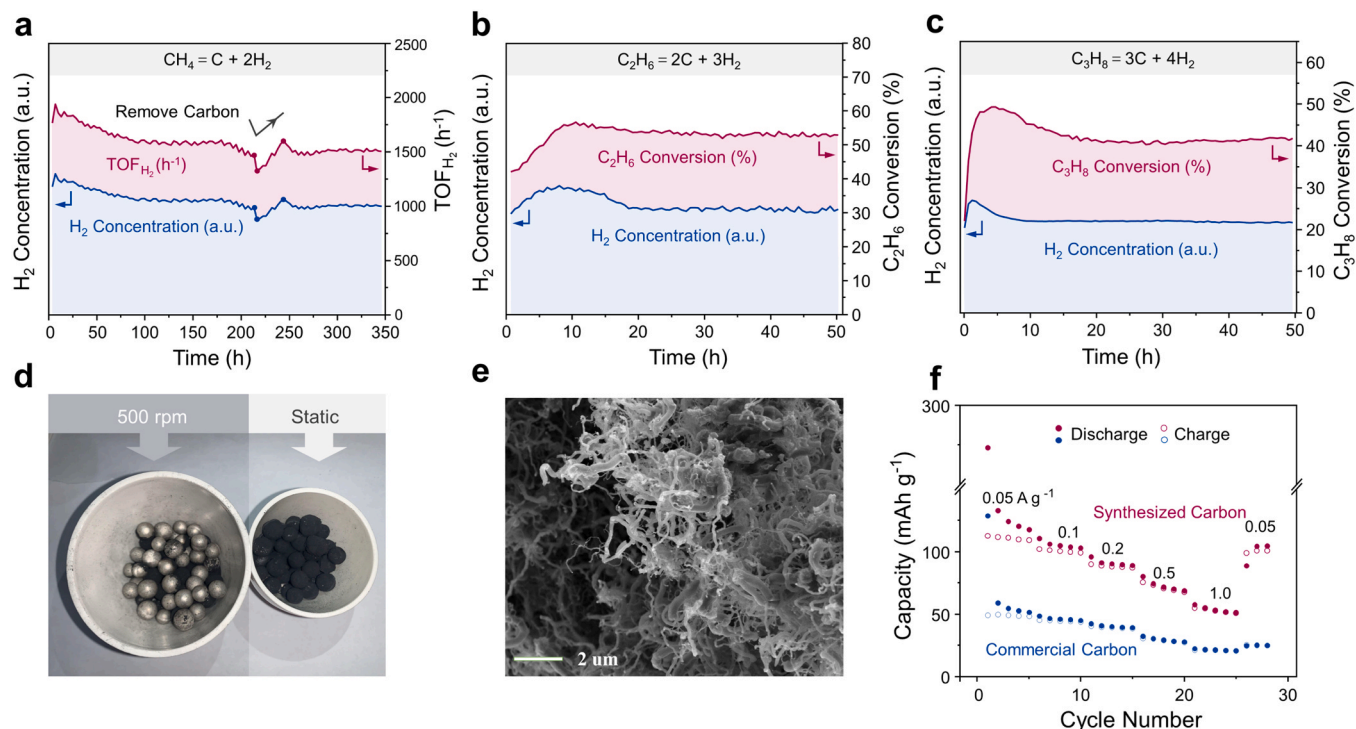 a
CH₄ = C + 2H₂
Remove Carbon
TOF_H₂ (h⁻¹)
H₂ Concentration (a.u.)
H₂ Concentration (a.u.)
TOF_H₂ (h⁻¹)
0 500 1000 1500 2000 2500
0 50 100 150 200 250 300 350
Time (h)
b
C₂H₆ = 2C + 3H₂
C₂H₆ Conversion (%)
H₂ Concentration (a.u.)
H₂ Concentration (a.u.)
C₂H₆ Conversion (%)
0 10 20 30 40 50 60 70 80
0 10 20 30 40 50
Time (h)
c
C₃H₈ = 3C + 4H₂
C₃H₈ Conversion (%)
H₂ Concentration (a.u.)
H₂ Concentration (a.u.)
C₃H₈ Conversion (%)
0 10 20 30 40 50 60
0 10 20 30 40 50
Time (h)
d
500 rpm
Static
e
2 um
f
Discharge
Charge
0.05 A g⁻¹
Synthesized Carbon
0.1
0.2
0.5
1.0
0.05
Commercial Carbon
Capacity (mAh g⁻¹)
0 50 100 300
0 10 20 30
Cycle Number